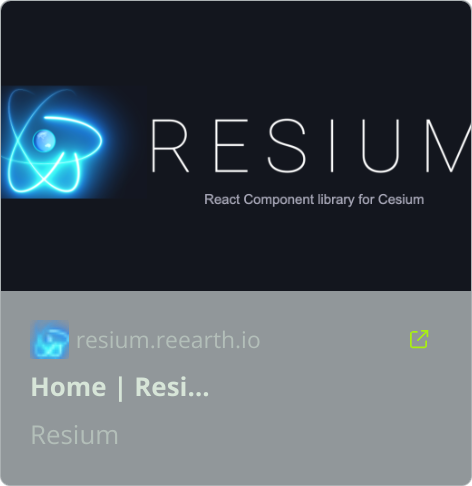 RESIUM
React Component library for Cesium
resium.reearth.io
Home | Resi...
Resium